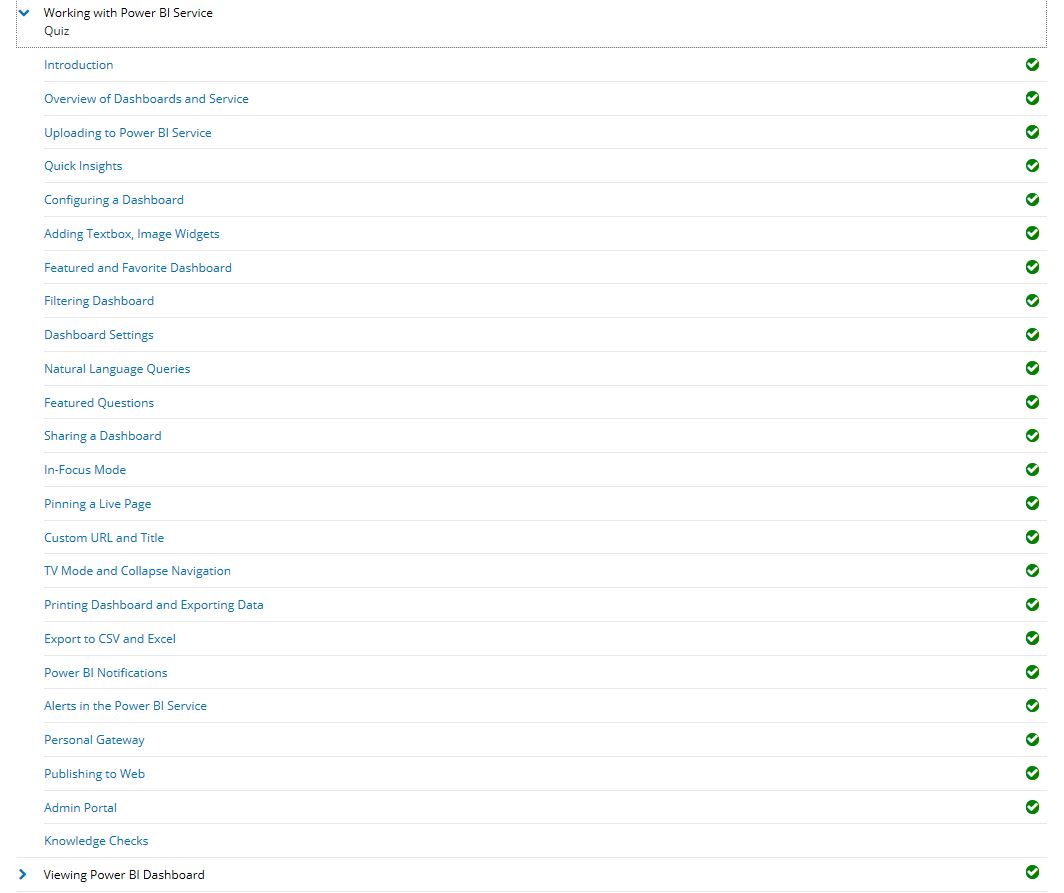 Working with Power BI Service
Quiz
Introduction
Overview of Dashboards and Service
Uploading to Power BI Service
Quick Insights
Configuring a Dashboard
Adding Textbox, Image Widgets
Featured and Favorite Dashboard
Filtering Dashboard
Dashboard Settings
Natural Language Queries
Featured Questions
Sharing a Dashboard
In-Focus Mode
Pinning a Live Page
Custom URL and Title
TV Mode and Collapse Navigation
Printing Dashboard and Exporting Data
Export to CSV and Excel
Power BI Notifications
Alerts in the Power BI Service
Personal Gateway
Publishing to Web
Admin Portal
Knowledge Checks
Viewing Power BI Dashboard